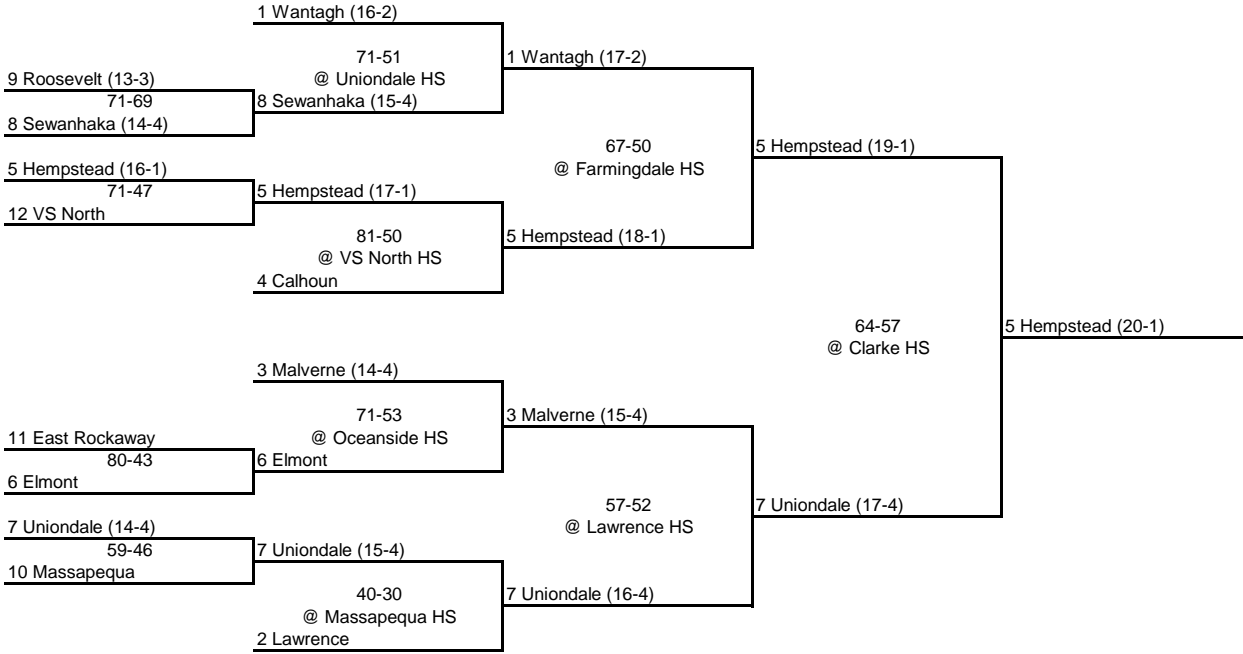 1 Wantagh (16-2)
71-51
@ Uniondale HS
1 Wantagh (17-2)
9 Roosevelt (13-3)
71-69
8 Sewanhaka (15-4)
8 Sewanhaka (14-4)
67-50
@ Farmingdale HS
5 Hempstead (19-1)
5 Hempstead (16-1)
71-47
5 Hempstead (17-1)
12 VS North
81-50
@ VS North HS
5 Hempstead (18-1)
4 Calhoun
64-57
@ Clarke HS
5 Hempstead (20-1)
3 Malverne (14-4)
71-53
@ Oceanside HS
3 Malverne (15-4)
11 East Rockaway
80-43
6 Elmont
6 Elmont
57-52
@ Lawrence HS
7 Uniondale (17-4)
7 Uniondale (14-4)
59-46
7 Uniondale (15-4)
10 Massapequa
40-30
@ Massapequa HS
7 Uniondale (16-4)
2 Lawrence